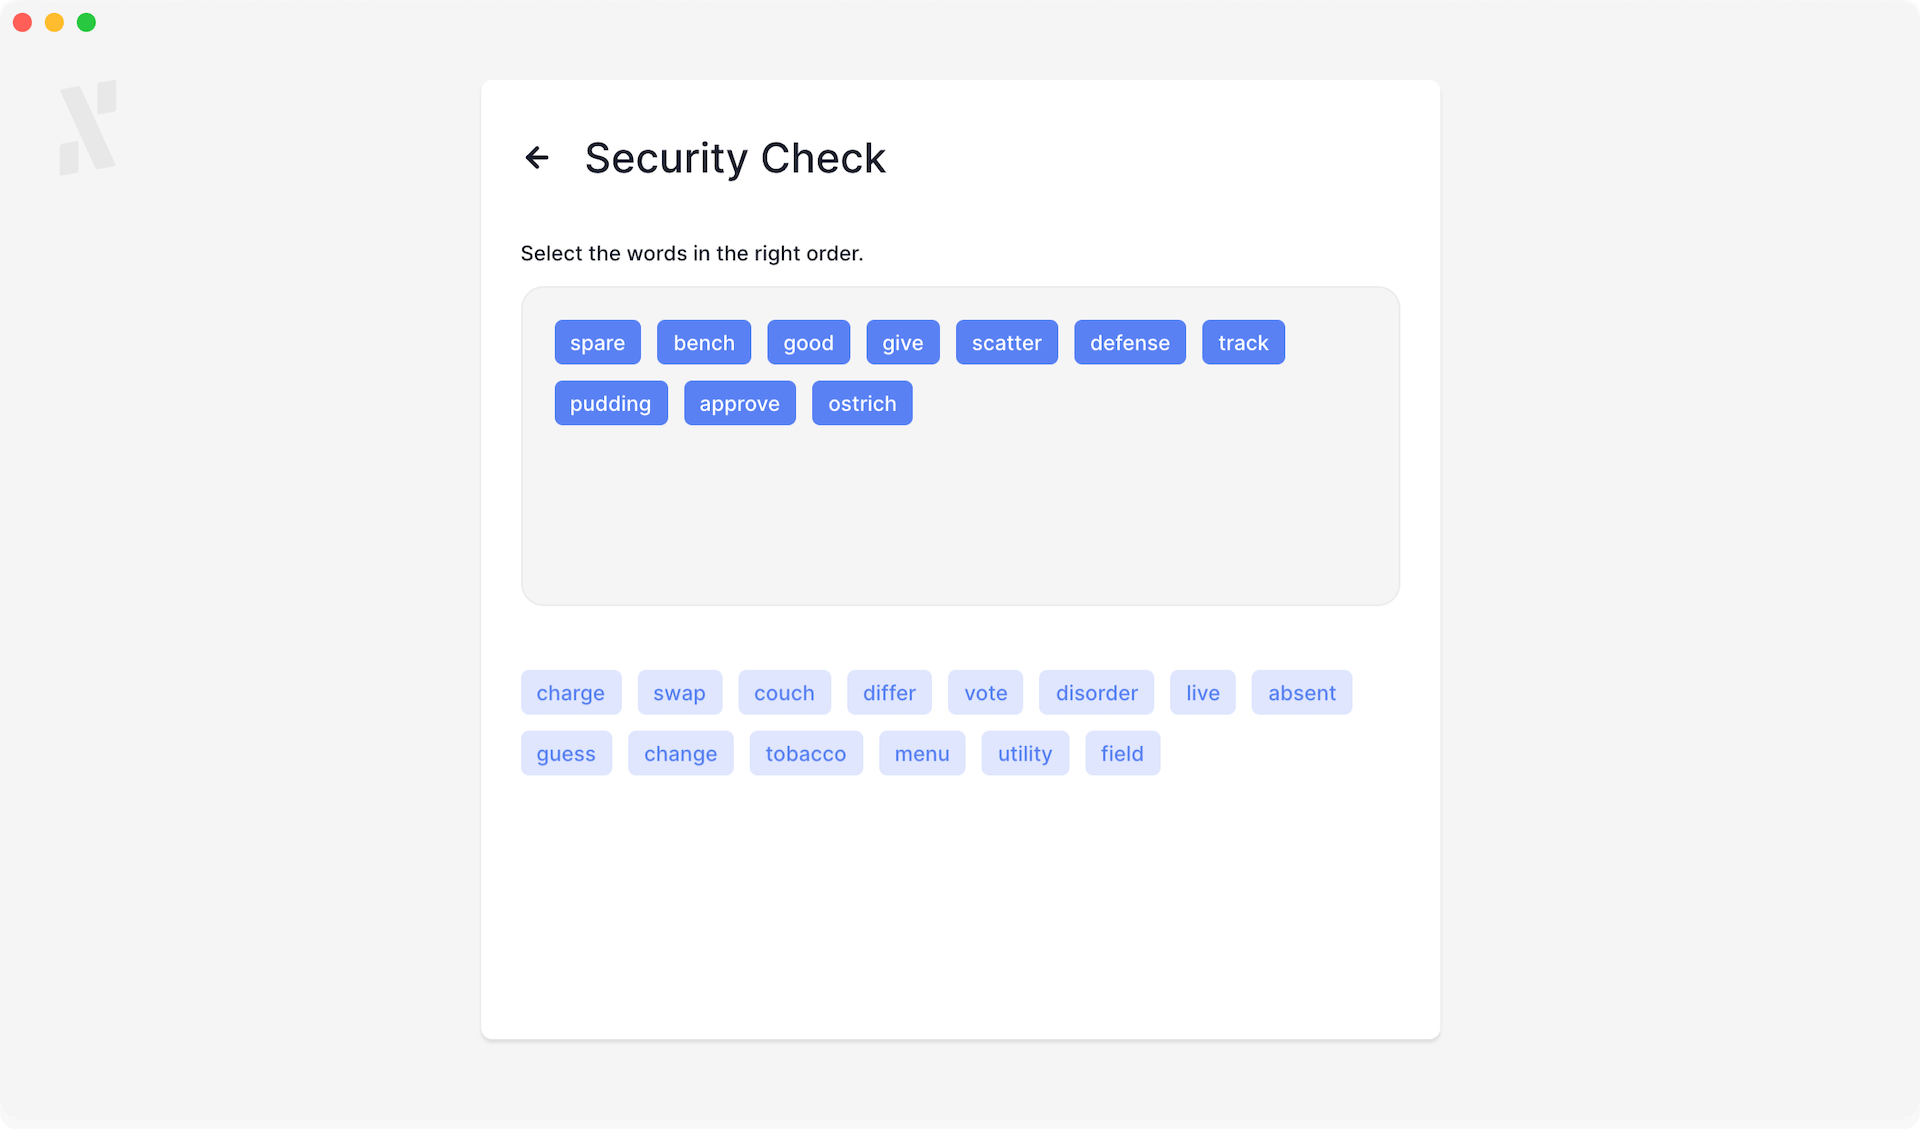 Security Check
Select the words in the right order.
spare bench good give scatter defense track
pudding approve ostrich
charge swap couch differ vote disorder live absent
guess change tobacco menu utility field